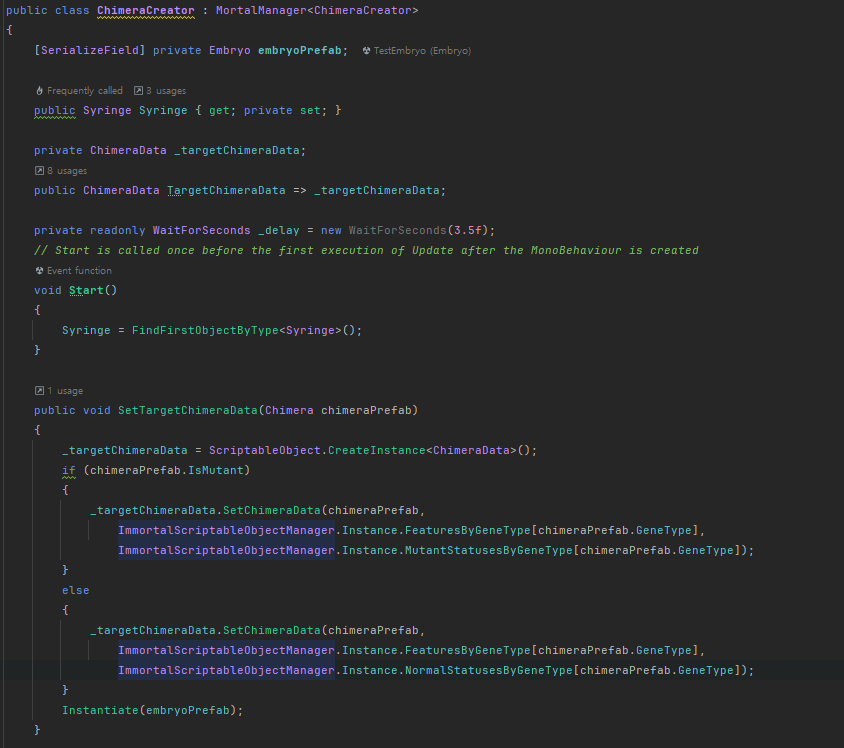 public class ChimeraCreator : MortalManager<ChimeraCreator>
{
[SerializeField] private Embryo embryoPrefab; TestEmbryo (Embryo)
Frequently called 3 usages
public Syringe Syringe { get; private set; }
private ChimeraData _targetChimeraData;
8 usages
public ChimeraData TargetChimeraData => _targetChimeraData;
private readonly WaitForSeconds _delay = new WaitForSeconds(3.5f);
// Start is called once before the first execution of Update after the MonoBehaviour is created
Event function
void Start()
{
Syringe = FindFirstObjectByType<Syringe>();
}
1 usage
public void SetTargetChimeraData(Chimera chimeraPrefab)
{
_targetChimeraData = ScriptableObject.CreateInstance<ChimeraData>();
if (chimeraPrefab.IsMutant)
{
_targetChimeraData.SetChimeraData(chimeraPrefab,
ImmortalScriptableObjectManager.Instance.FeaturesByGeneType[chimeraPrefab.GeneType],
ImmortalScriptableObjectManager.Instance.MutantStatusesByGeneType[chimeraPrefab.GeneType]);
}
else
{
_targetChimeraData.SetChimeraData(chimeraPrefab,
ImmortalScriptableObjectManager.Instance.FeaturesByGeneType[chimeraPrefab.GeneType],
ImmortalScriptableObjectManager.Instance.NormalStatusesByGeneType[chimeraPrefab.GeneType]);
}
Instantiate(embryoPrefab);
}